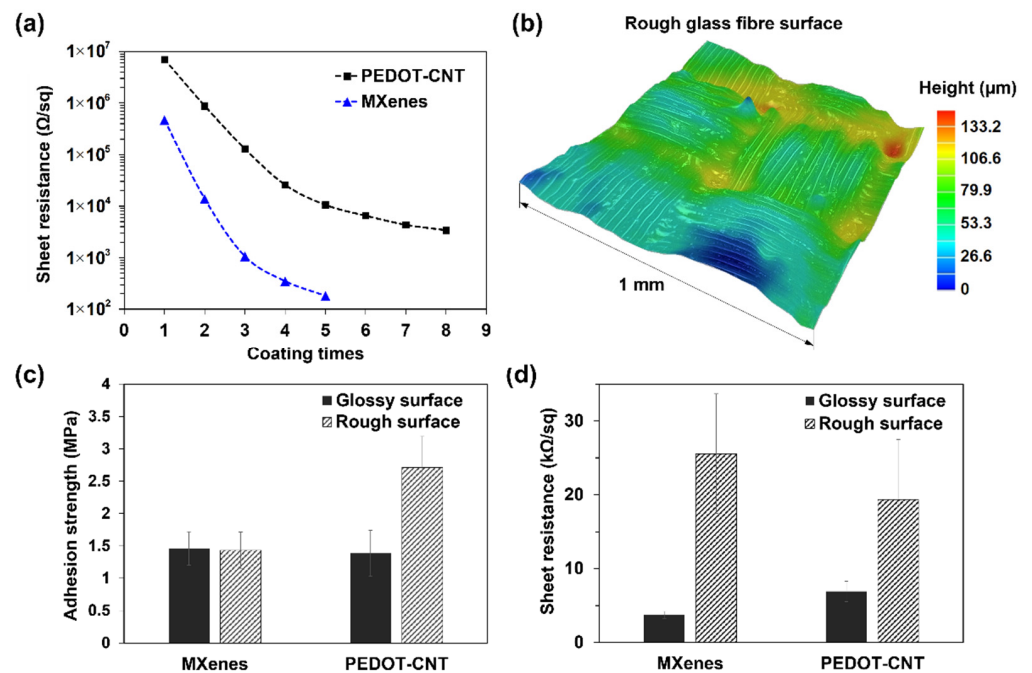 (a)
Sheet resistance (Ω/sq)
1×10⁷
1×10⁶
1×10⁵
1×10⁴
1×10³
1×10²
0 1 2 3 4 5 6 7 8 9
Coating times
PEDOT-CNT
MXenes
(b)
Rough glass fibre surface
Height (µm)
133.2
106.6
79.9
53.3
26.6
0
1 mm
(c)
Adhesion strength (MPa)
4
3.5
3
2.5
2
1.5
1
0.5
0
Glossy surface
Rough surface
MXenes PEDOT-CNT
(d)
Sheet resistance (kΩ/sq)
30
20
10
0
Glossy surface
Rough surface
MXenes PEDOT-CNT